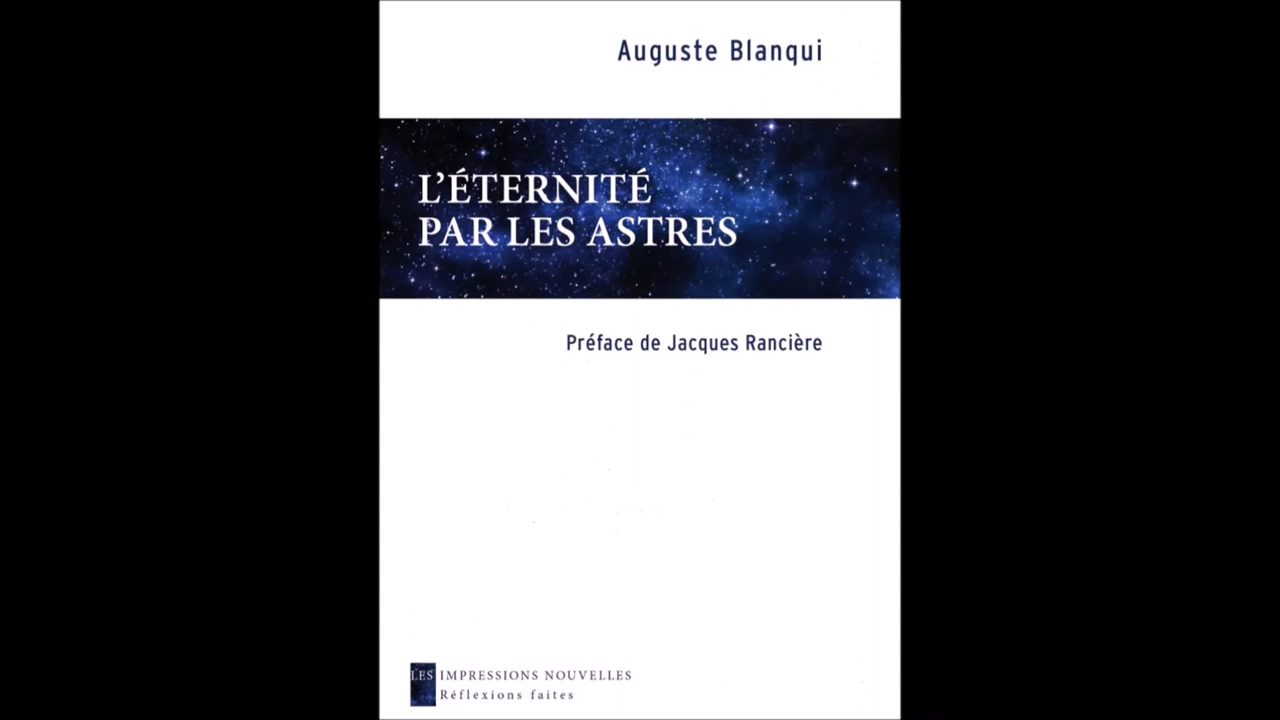 Auguste Blanqui
L’ÉTERNITÉ
PAR LES ASTRES
Préface de Jacques Rancière
LES IMPRESSIONS NOUVELLES
Réflexions faites